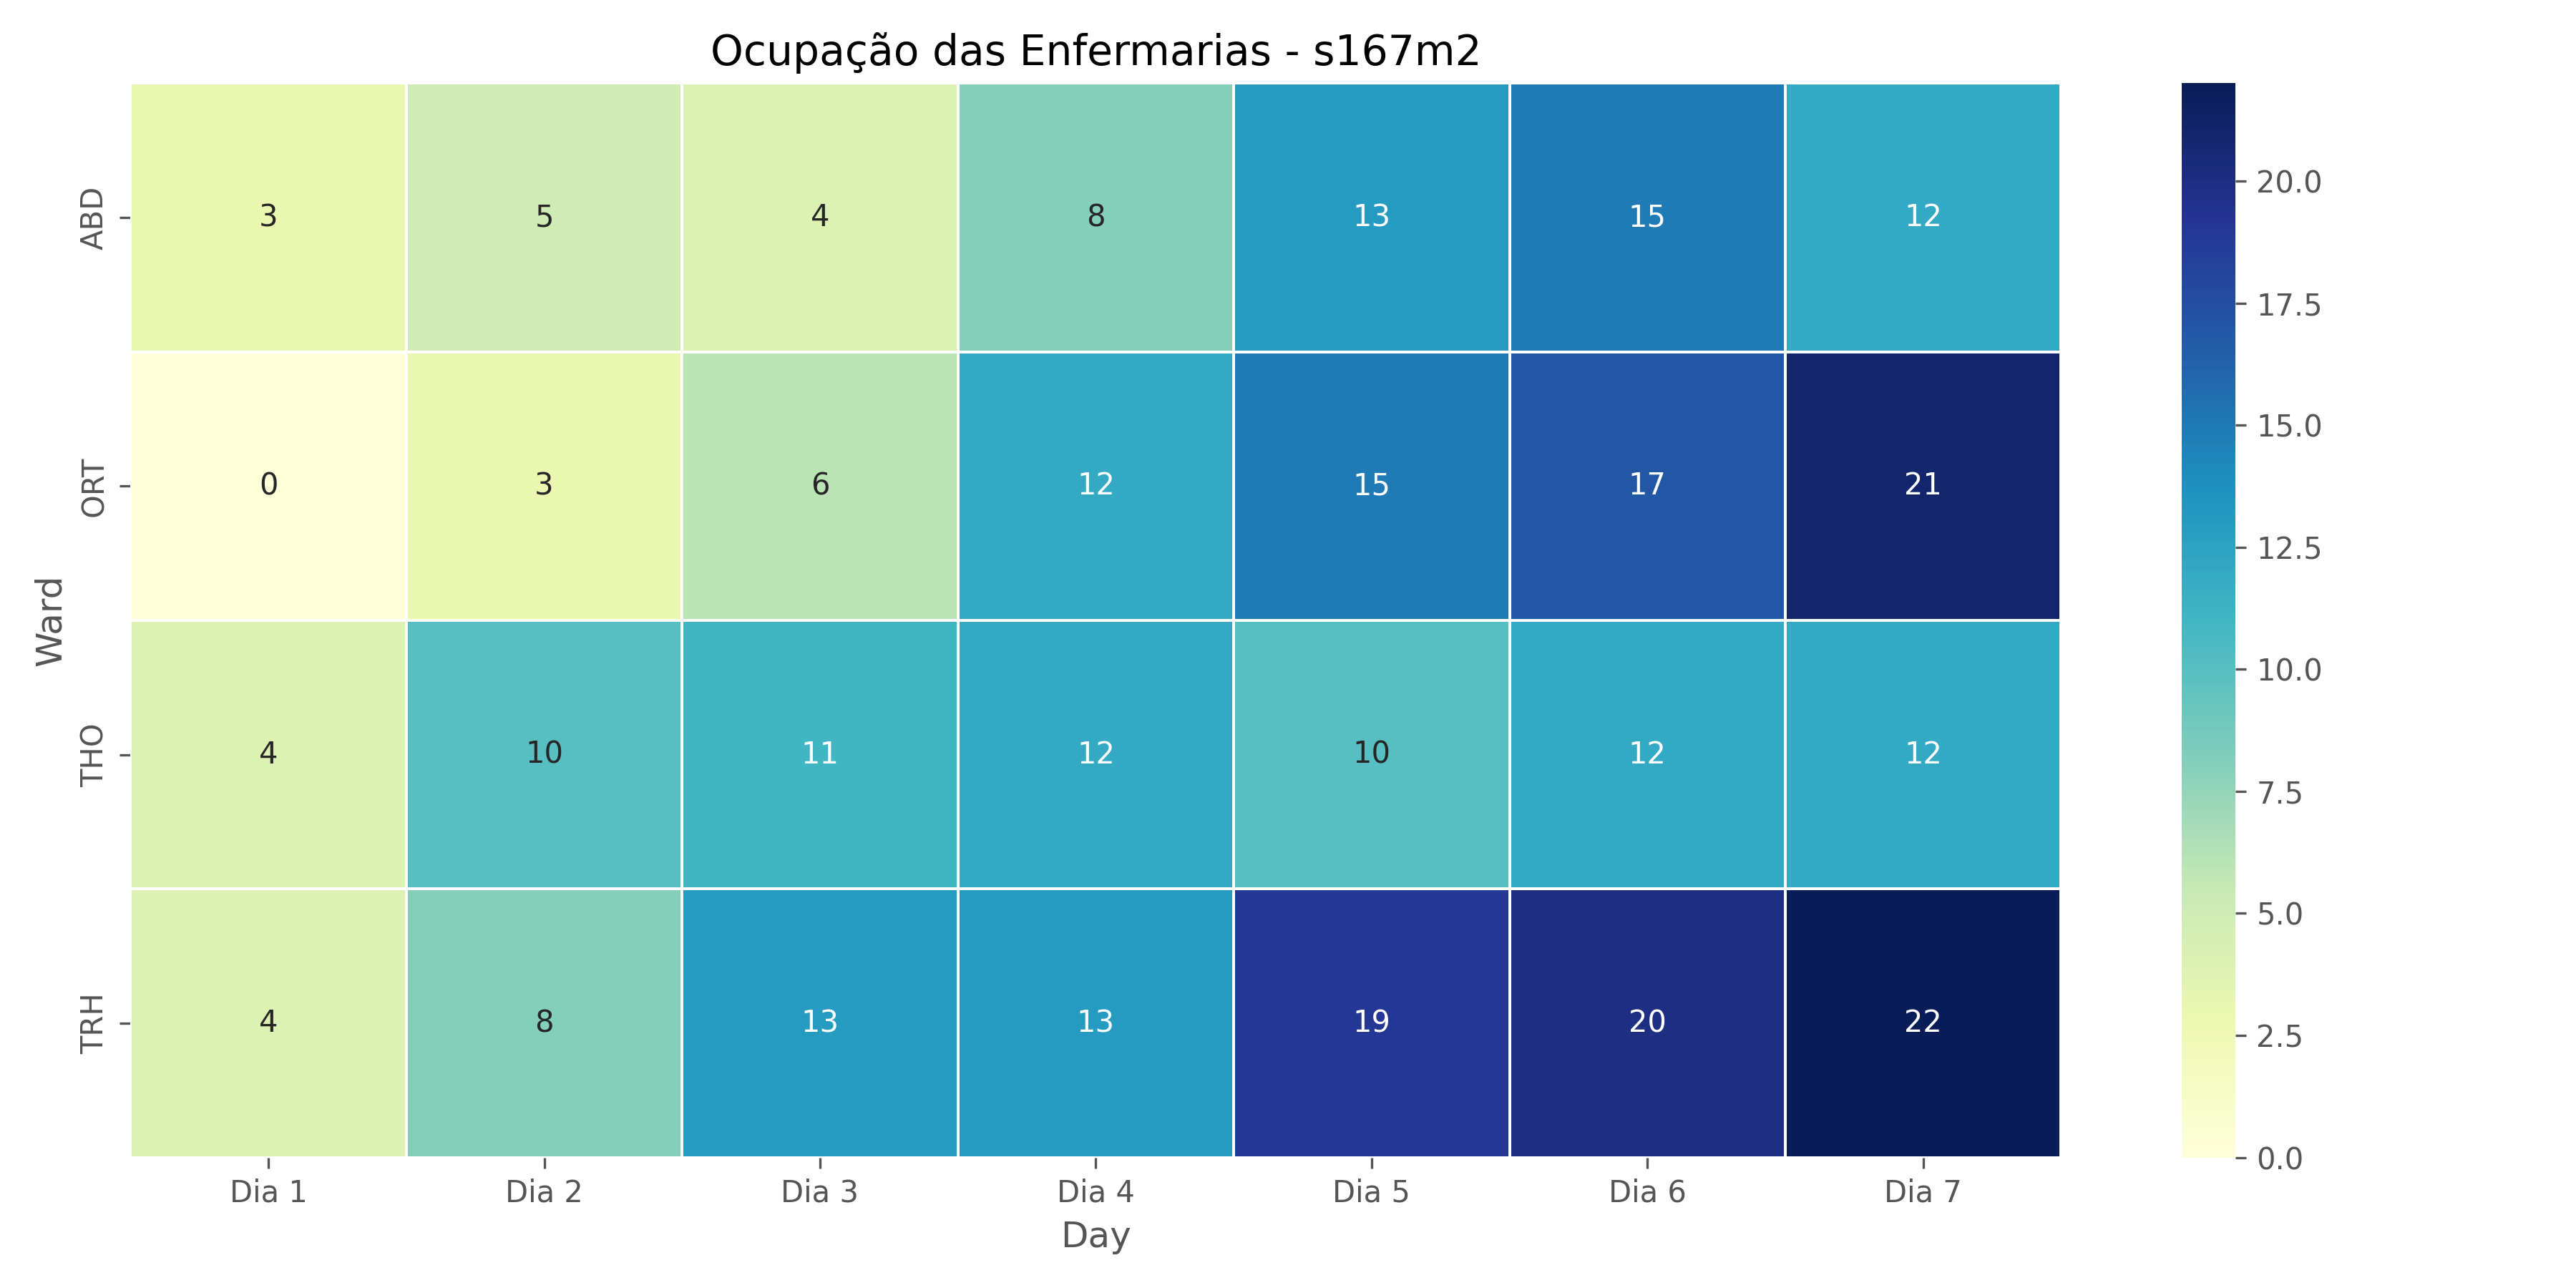 Ocupação das Enfermarias - s167m2
Ward
ABD 3 5 4 8 13 15 12
ORT 0 3 6 12 15 17 21
THO 4 10 11 12 10 12 12
TRH 4 8 13 13 19 20 22
Dia 1 Dia 2 Dia 3 Dia 4 Dia 5 Dia 6 Dia 7
Day
20.0
17.5
15.0
12.5
10.0
7.5
5.0
2.5
0.0